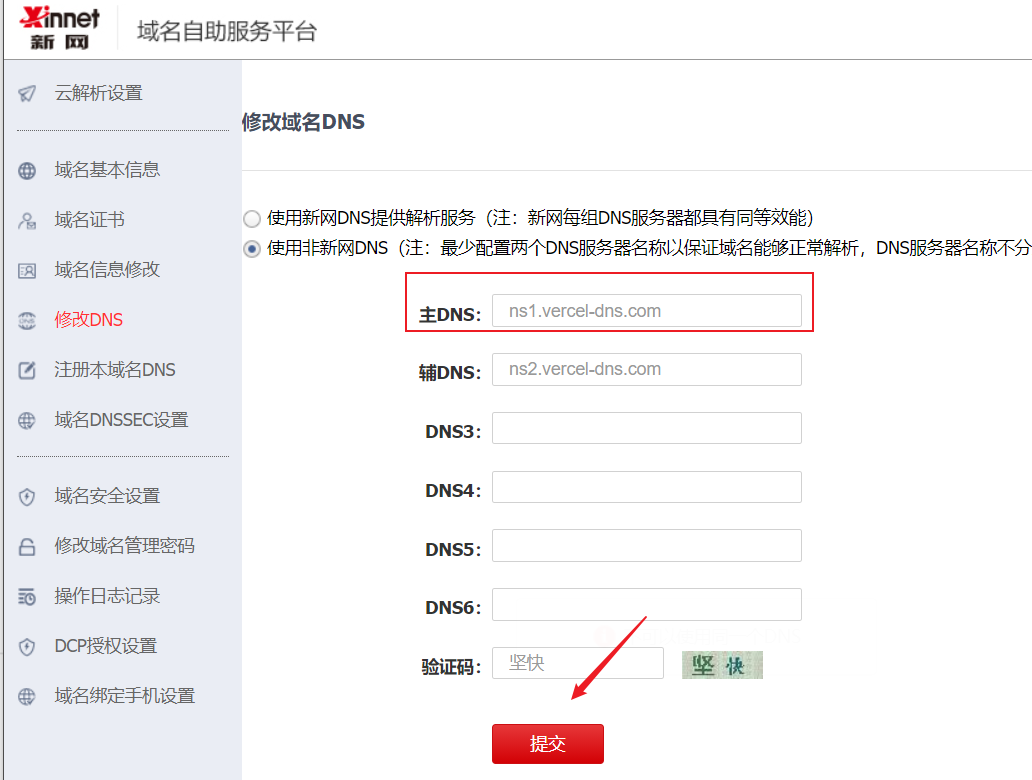 Xinnet
新网
域名自助服务平台
云解析设置
域名基本信息
域名证书
域名信息修改
修改DNS
注册本域名DNS
域名DNSSEC设置
域名安全设置
修改域名管理密码
操作日志记录
DCP授权设置
域名绑定手机设置
修改域名DNS
使用新网DNS提供解析服务（注：新网每组DNS服务器都具有同等效能）
使用非新网DNS（注：最少配置两个DNS服务器名称以保证域名能够正常解析，DNS服务器名称不分
主DNS： ns1.vercel-dns.com
辅DNS： ns2.vercel-dns.com
DNS3：
DNS4：
DNS5：
DNS6：
验证码： 坚快 坚快
提交